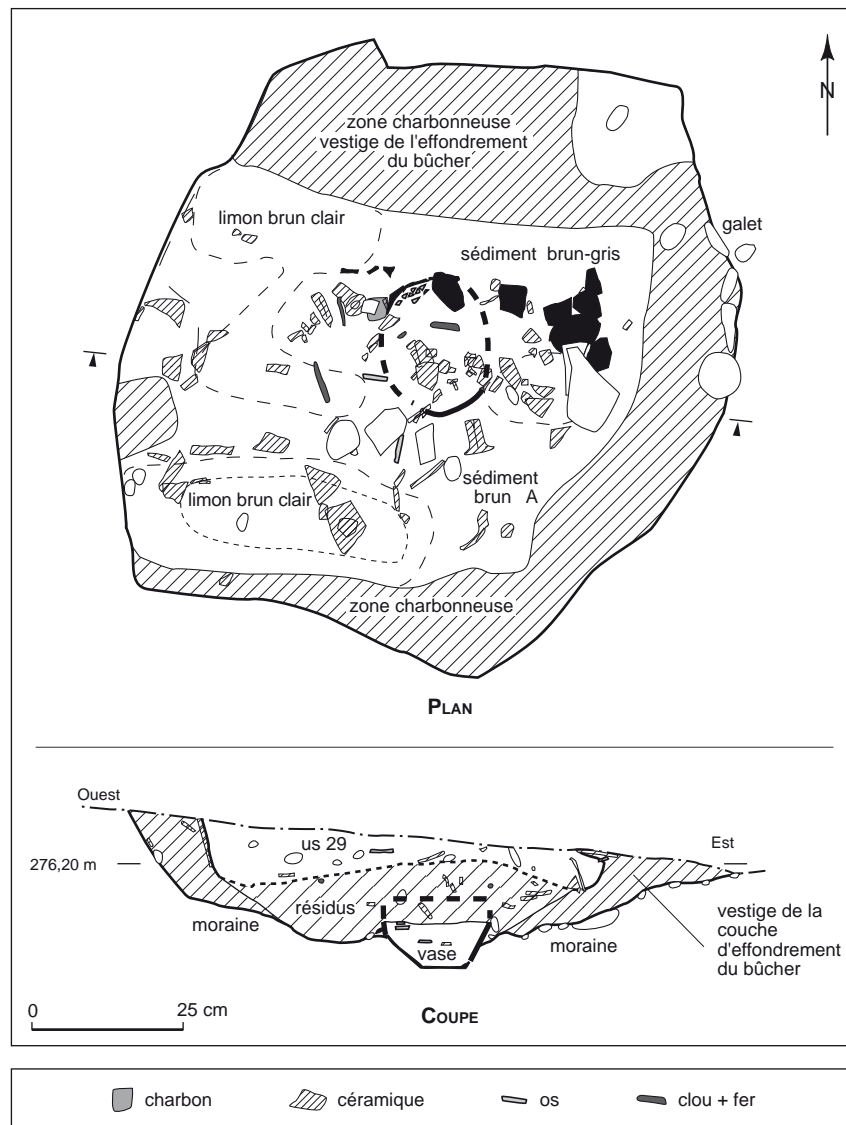 N
zone charbonneuse
vestige de l'effondrement
du bûcher
limon brun clair
galet
sédiment brun-gris
sédiment
brun A
limon brun clair
zone charbonneuse
PLAN
Ouest
us 29
Est
276,20 m
résidus
moraine
vase
moraine
vestige de la
couche
d'effondrement
du bûcher
0 25 cm
COUPE
charbon céramique os clou + fer